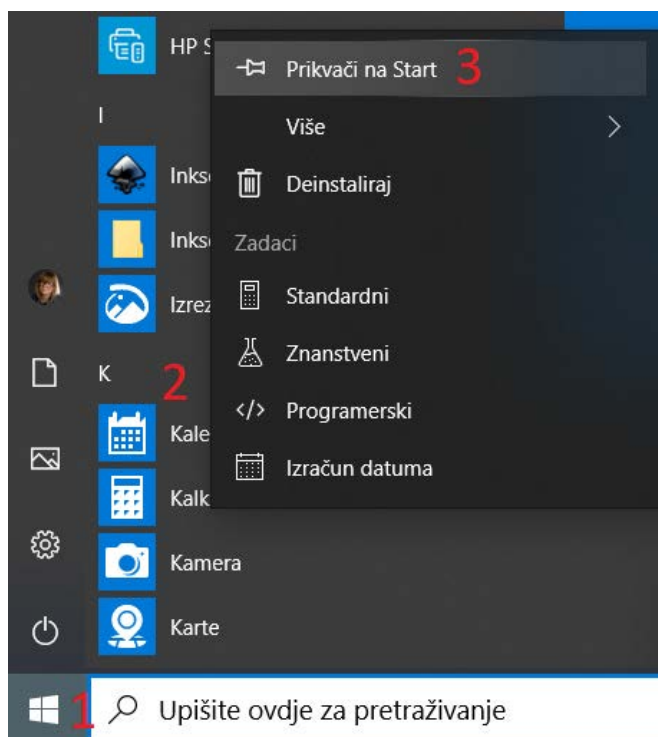 HP S
3
Prikvači na Start
I
Više
Inks
Deinstaliraj
Inks
Zadaci
Izrez
Standardni
K
2
Znanstveni
Kale
Programerski
Kalk
Izračun datuma
Kamera
Karte
1
Upišite ovdje za pretraživanje